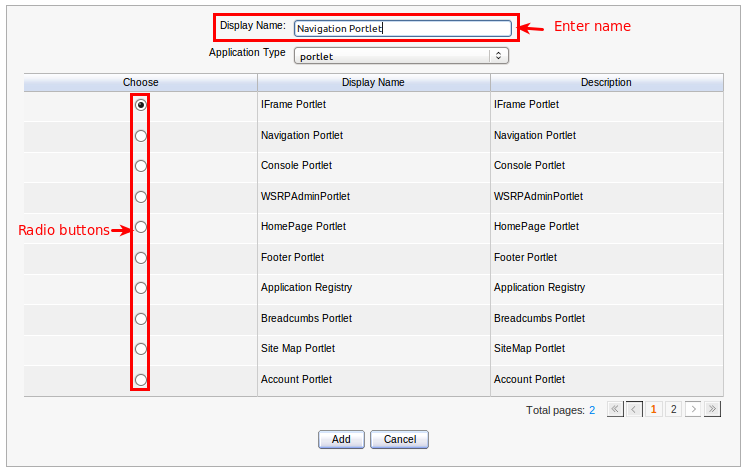 Display Name: Navigation Portlet Enter name
Application Type portlet
Choose Display Name Description
IFrame Portlet IFrame Portlet
Navigation Portlet Navigation Portlet
Console Portlet Console Portlet
WSRPAdminPortlet WSRPAdminPortlet
Radio buttons HomePage Portlet HomePage Portlet
Footer Portlet Footer Portlet
Application Registry Application Registry
Breadcumbs Portlet Breadcumbs Portlet
Site Map Portlet SiteMap Portlet
Account Portlet Account Portlet
Total pages: 2 « < 1 2 > »
Add Cancel